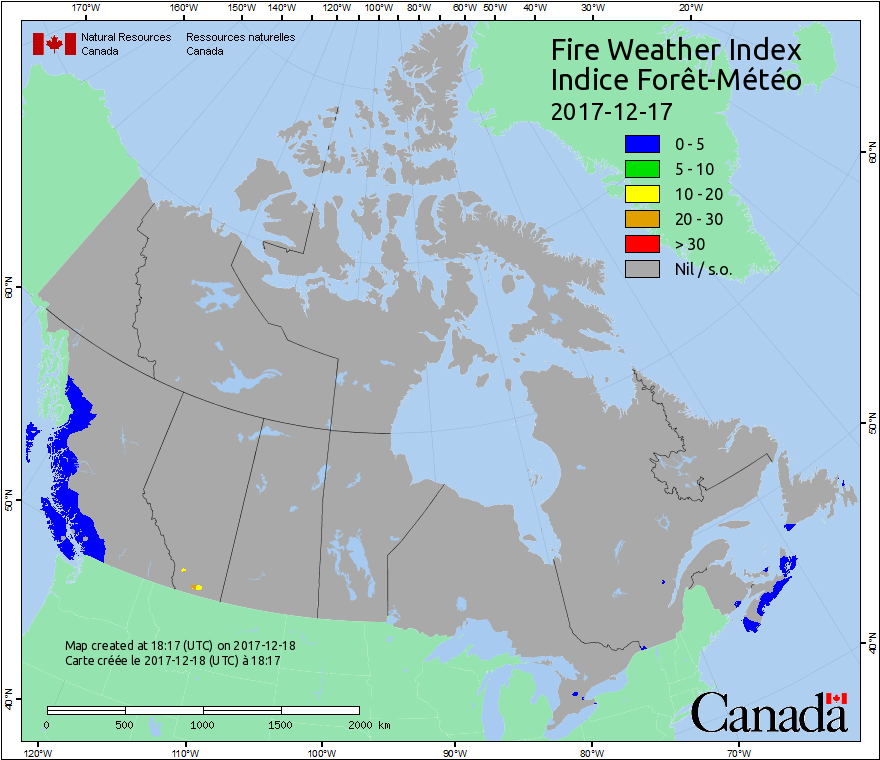 170°W 160°W 150°W 140°W 130°W 120°W 110°W 100°W 90°W 80°W 60°W 50°W 40°W 30°W 20°W
Natural Resources Canada
Ressources naturelles Canada
Fire Weather Index
Indice Forêt-Météo
2017-12-17
0 - 5
5 - 10
10 - 20
20 - 30
> 30
Nil / s.o.
60°N
60°N
50°N
50°N
40°N
40°N
Map created at 18:17 (UTC) on 2017-12-18
Carte créée le 2017-12-18 (UTC) à 18:17
0 500 1000 1500 2000 km
Canada
120°W 110°W 100°W 90°W 80°W 70°W